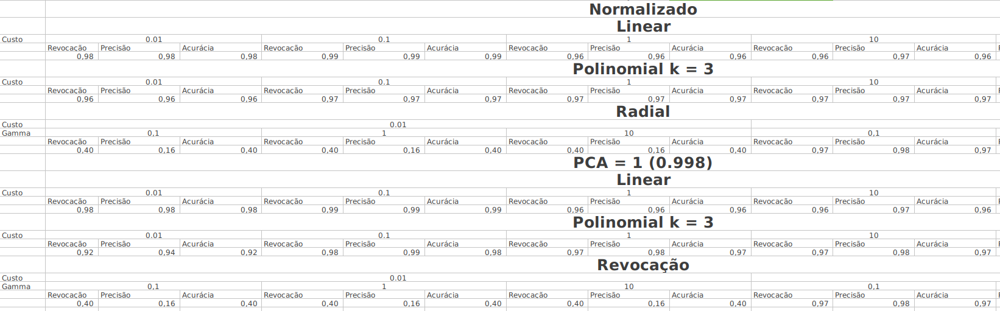 Normalizado
Linear
Custo 0.01 0.1 1 10
Revocação Precisão Acurácia Revocação Precisão Acurácia Revocação Precisão Acurácia Revocação Precisão Acurácia
0,98 0,98 0,98 0,99 0,99 0,99 0,96 0,96 0,96 0,96 0,97 0,96
Polinomial k = 3
Custo 0.01 0.1 1 10
Revocação Precisão Acurácia Revocação Precisão Acurácia Revocação Precisão Acurácia Revocação Precisão Acurácia
0,96 0,96 0,96 0,97 0,97 0,97 0,97 0,97 0,97 0,97 0,97 0,97
Radial
Custo 0.01
Gamma 0,1 1 10 0,1
Revocação Precisão Acurácia Revocação Precisão Acurácia Revocação Precisão Acurácia Revocação Precisão Acurácia
0,40 0,16 0,40 0,40 0,16 0,40 0,40 0,16 0,40 0,97 0,98 0,97
PCA = 1 (0.998)
Linear
Custo 0.01 0.1 1 10
Revocação Precisão Acurácia Revocação Precisão Acurácia Revocação Precisão Acurácia Revocação Precisão Acurácia
0,98 0,98 0,98 0,99 0,99 0,99 0,96 0,96 0,96 0,96 0,97 0,96
Polinomial k = 3
Custo 0.01 0.1 1 10
Revocação Precisão Acurácia Revocação Precisão Acurácia Revocação Precisão Acurácia Revocação Precisão Acurácia
0,92 0,94 0,92 0,98 0,99 0,98 0,97 0,98 0,97 0,97 0,98 0,97
Revocação
Custo 0.01
Gamma 0,1 1 10 0,1
Revocação Precisão Acurácia Revocação Precisão Acurácia Revocação Precisão Acurácia Revocação Precisão Acurácia
0,40 0,16 0,40 0,40 0,16 0,40 0,40 0,16 0,40 0,97 0,98 0,97